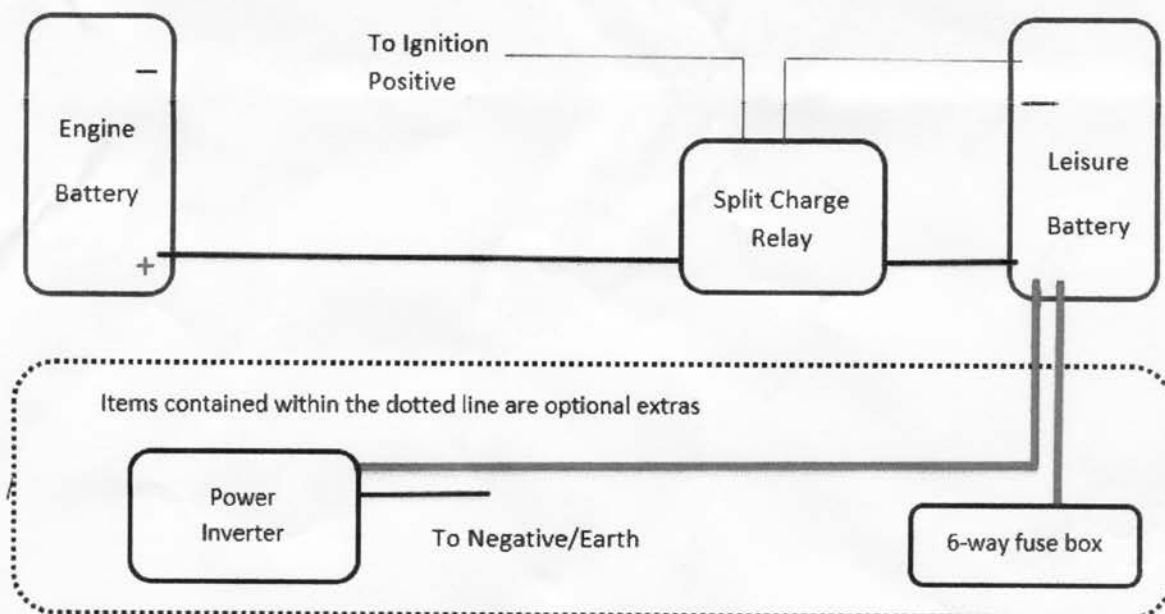 −
Engine
Battery
+
To Ignition
Positive
Split Charge
Relay
−
Leisure
Battery
Items contained within the dotted line are optional extras
Power
Inverter
To Negative/Earth
6-way fuse box